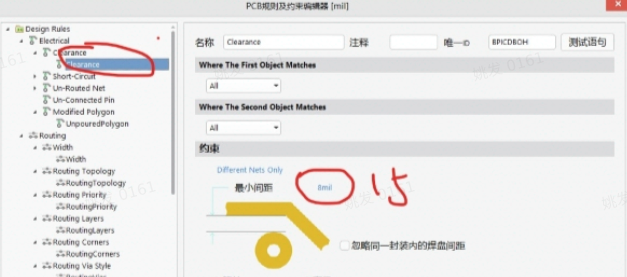 PCB规则及约束编辑器 [mil]
Design Rules
Electrical
Clearance
Clearance
Short-Circuit
Un-Routed Net
Un-Connected Pin
Modified Polygon
UnpouredPolygon
Routing
Width
Width
Routing Topology
RoutingTopology
Routing Priority
RoutingPriority
Routing Layers
RoutingLayers
Routing Corners
RoutingCorners
Routing Via Style
名称 Clearance 注释 唯一ID BPICDBOH 测试语句
Where The First Object Matches
All
Where The Second Object Matches
All
约束
Different Nets Only
最小间距 8mil 15
忽略同一封装内的焊盘间距